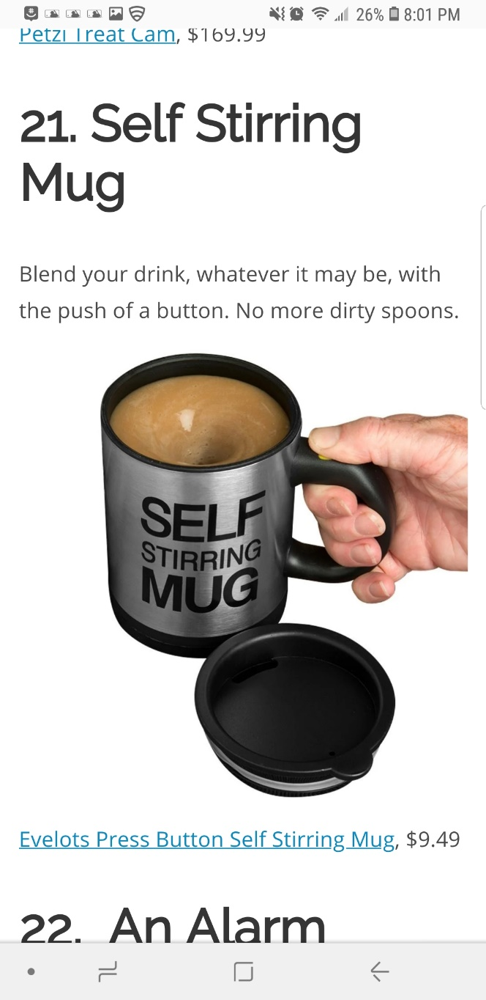 26% 8:01 PM
Petzi Treat Cam, $169.99
21. Self Stirring
Mug
Blend your drink, whatever it may be, with
the push of a button. No more dirty spoons.
SELF
STIRRING
MUG
Evelots Press Button Self Stirring Mug, $9.49
22. An Alarm